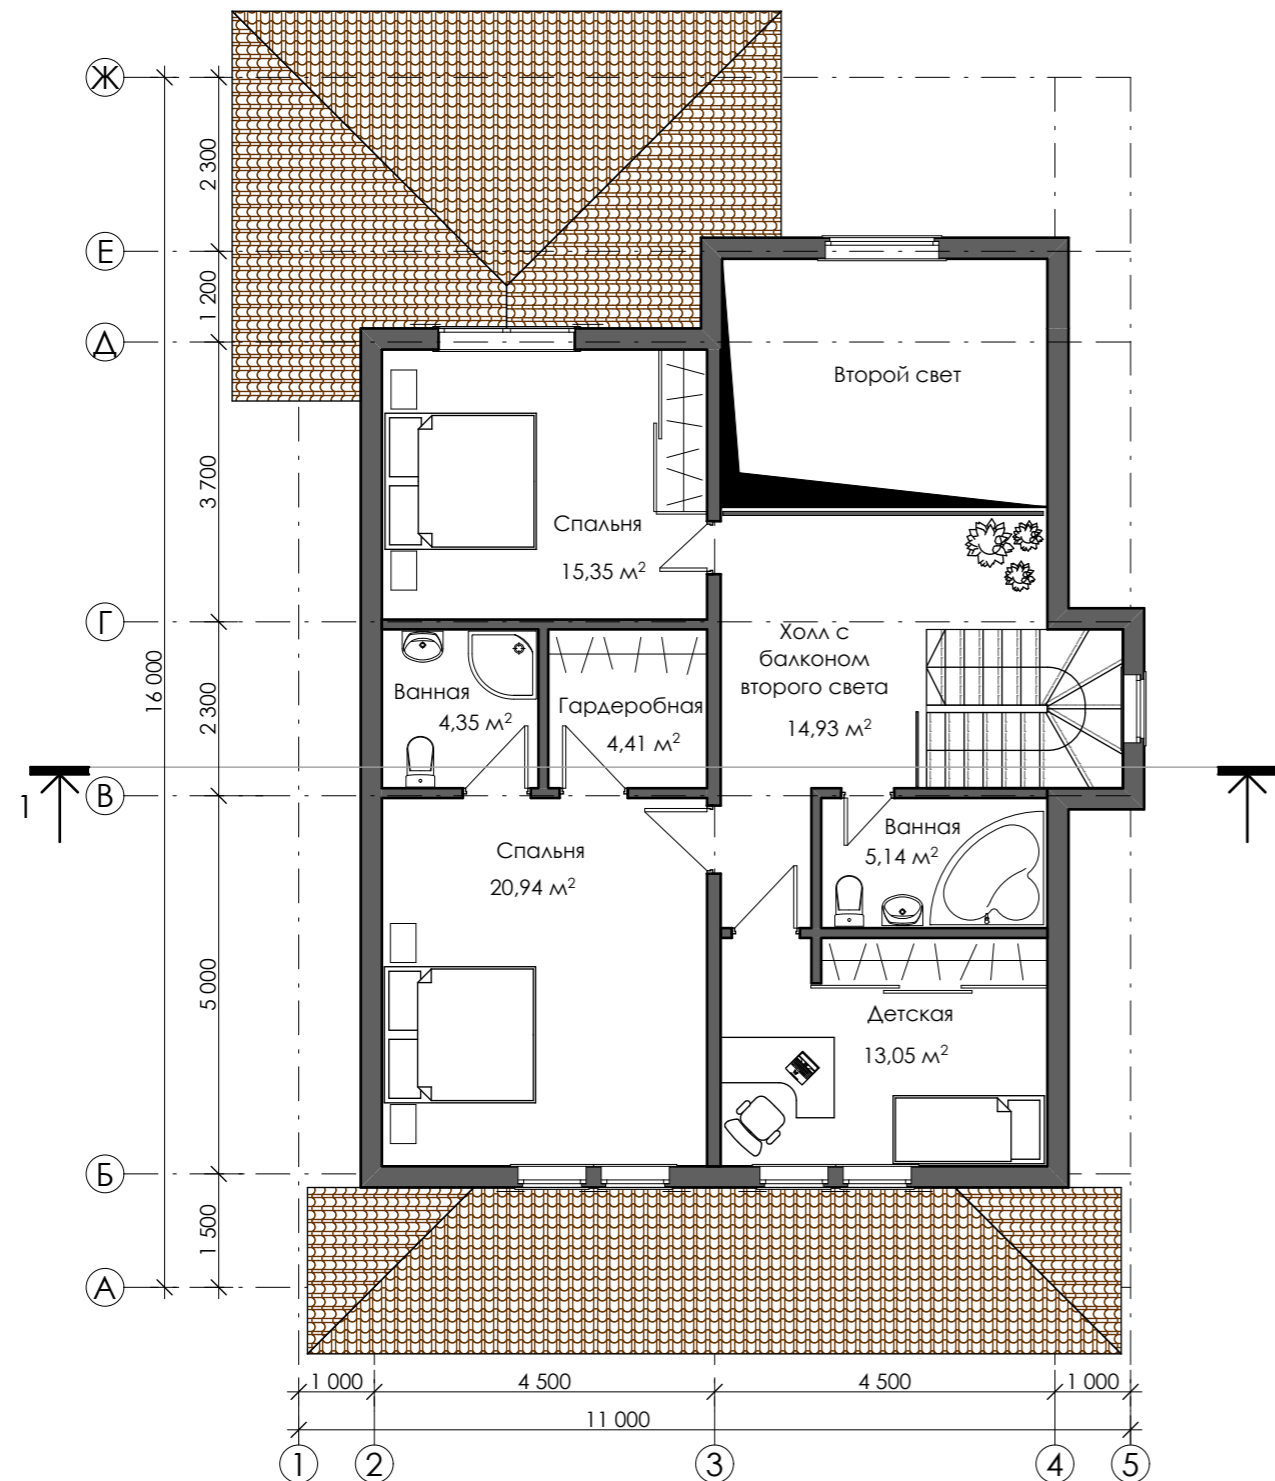 Ж
2 300
Е
1 200
Д
Второй свет
3 700
Спальня
15,35 м²
Г
16 000
2 300
Холл с
балконом
второго света
14,93 м²
Ванная
4,35 м²
Гардеробная
4,41 м²
1
В
Спальня
20,94 м²
Ванная
5,14 м²
5 000
Детская
13,05 м²
Б
1 500
А
1 000
4 500
4 500
1 000
11 000
1
2
3
4
5